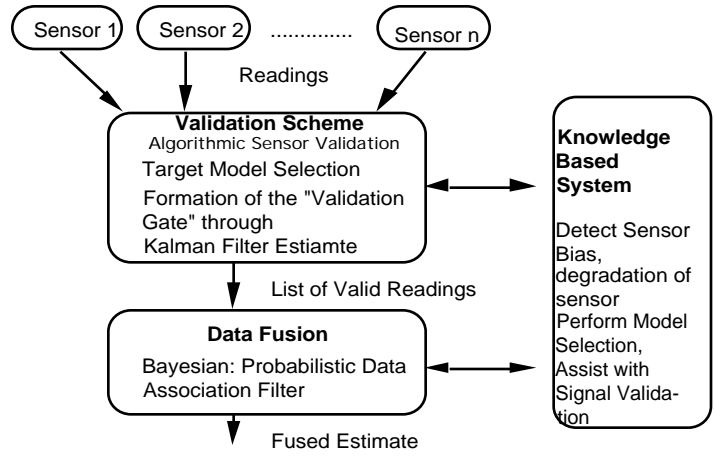 Sensor 1
Sensor 2
..............
Sensor n
Readings
Validation Scheme
Algorithmic Sensor Validation
Target Model Selection
Formation of the "Validation
Gate" through
Kalman Filter Estiamte
List of Valid Readings
Data Fusion
Bayesian: Probabilistic Data
Association Filter
Fused Estimate
Knowledge
Based
System
Detect Sensor
Bias,
degradation of
sensor
Perform Model
Selection,
Assist with
Signal Valida-
tion